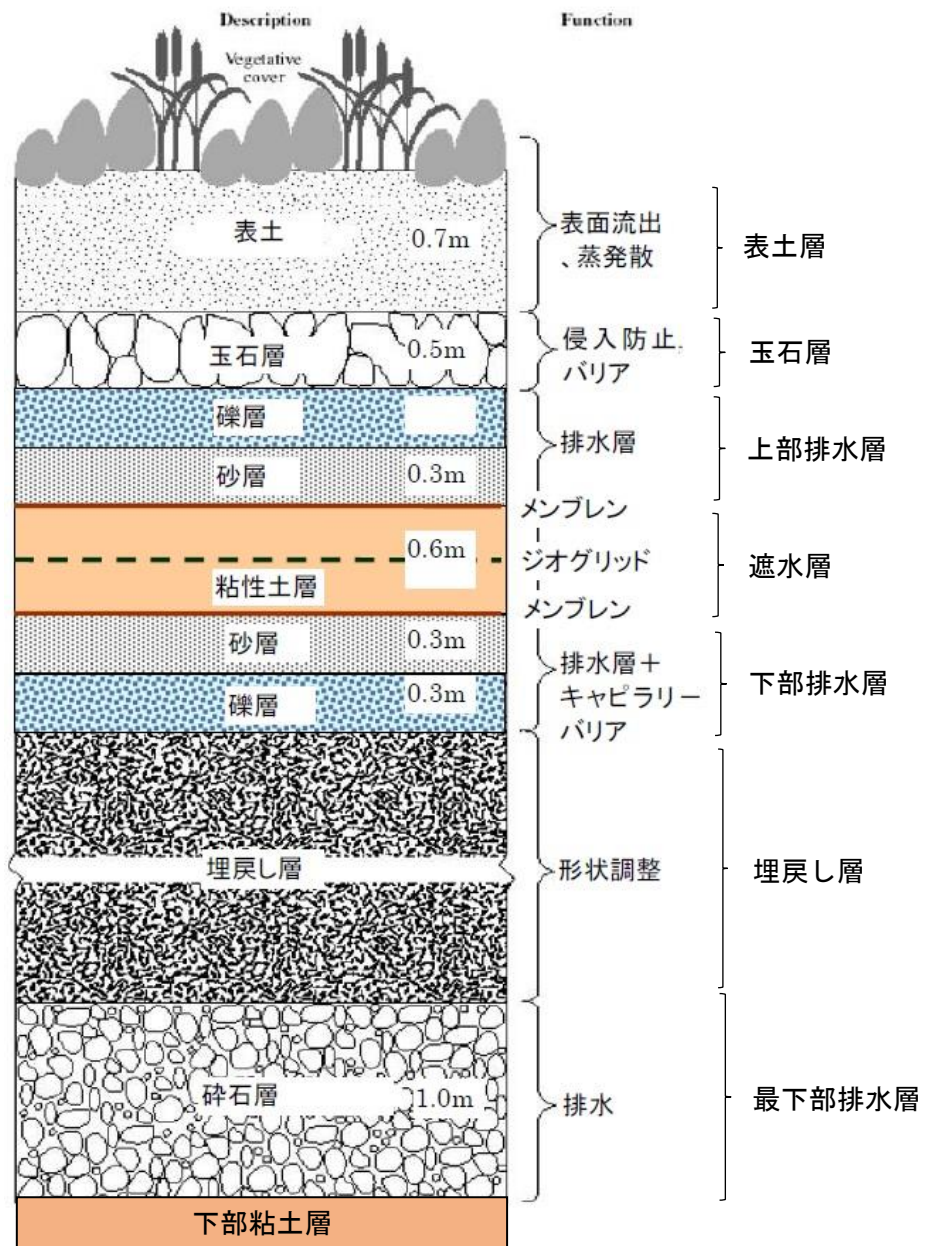 Description
Function
Vegetative
cover
表土
0.7m
表面流出
、蒸発散
表土層
玉石層
0.5m
侵入防止,
バリア
玉石層
礫層
排水層
上部排水層
砂層
0.3m
メンブレン
0.6m
ジオグリッド
遮水層
粘性土層
メンブレン
砂層
0.3m
排水層+
キャピラリー
バリア
下部排水層
0.3m
礫層
埋戻し層
形状調整
埋戻し層
砕石層
1.0m
排水
最下部排水層
下部粘土層